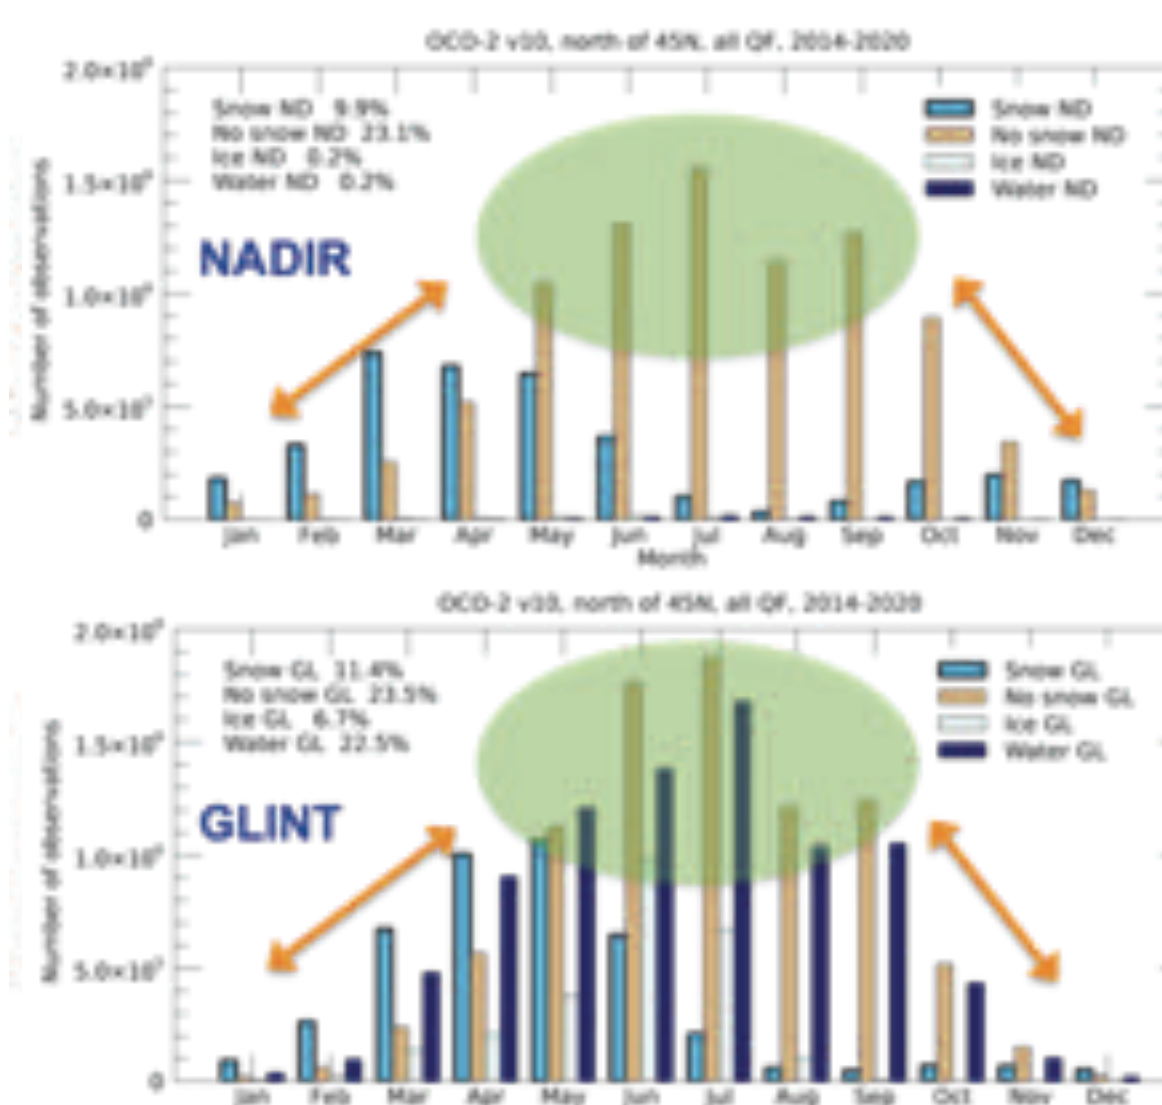 OCO-2 v10, north of 45N, all QF, 2014-2020
2.0×10⁸
Snow ND 9.9%
No snow ND 23.1%
Ice ND 0.2%
Water ND 0.2%
Snow ND
No snow ND
Ice ND
Water ND
1.5×10⁸
NADIR
1.0×10⁸
5.0×10⁷
0
Number of observations
Jan Feb Mar Apr May Jun Jul Aug Sep Oct Nov Dec
Month
OCO-2 v10, north of 45N, all QF, 2014-2020
2.0×10⁸
Snow GL 11.4%
No snow GL 23.5%
Ice GL 6.7%
Water GL 22.5%
Snow GL
No snow GL
Ice GL
Water GL
1.5×10⁸
GLINT
1.0×10⁸
5.0×10⁷
0
Number of observations
Jan Feb Mar Apr May Jun Jul Aug Sep Oct Nov Dec